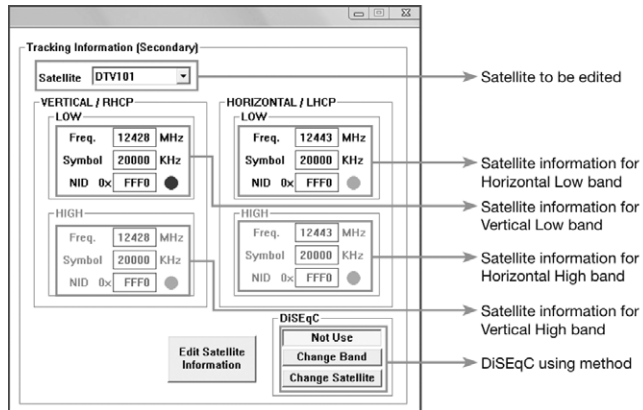 Tracking Information (Secondary)
Satellite DTV101
VERTICAL / RHCP
LOW
Freq. 12428 MHz
Symbol 20000 KHz
NID 0x FFF0
HIGH
Freq. 12428 MHz
Symbol 20000 KHz
NID 0x FFF0
HORIZONTAL / LHCP
LOW
Freq. 12443 MHz
Symbol 20000 KHz
NID 0x FFF0
HIGH
Freq. 12443 MHz
Symbol 20000 KHz
NID 0x FFF0
Edit Satellite
Information
DiSEqC
Not Use
Change Band
Change Satellite
Satellite to be edited
Satellite information for
Horizontal Low band
Satellite information for
Vertical Low band
Satellite information for
Horizontal High band
Satellite information for
Vertical High band
DiSEqC using method